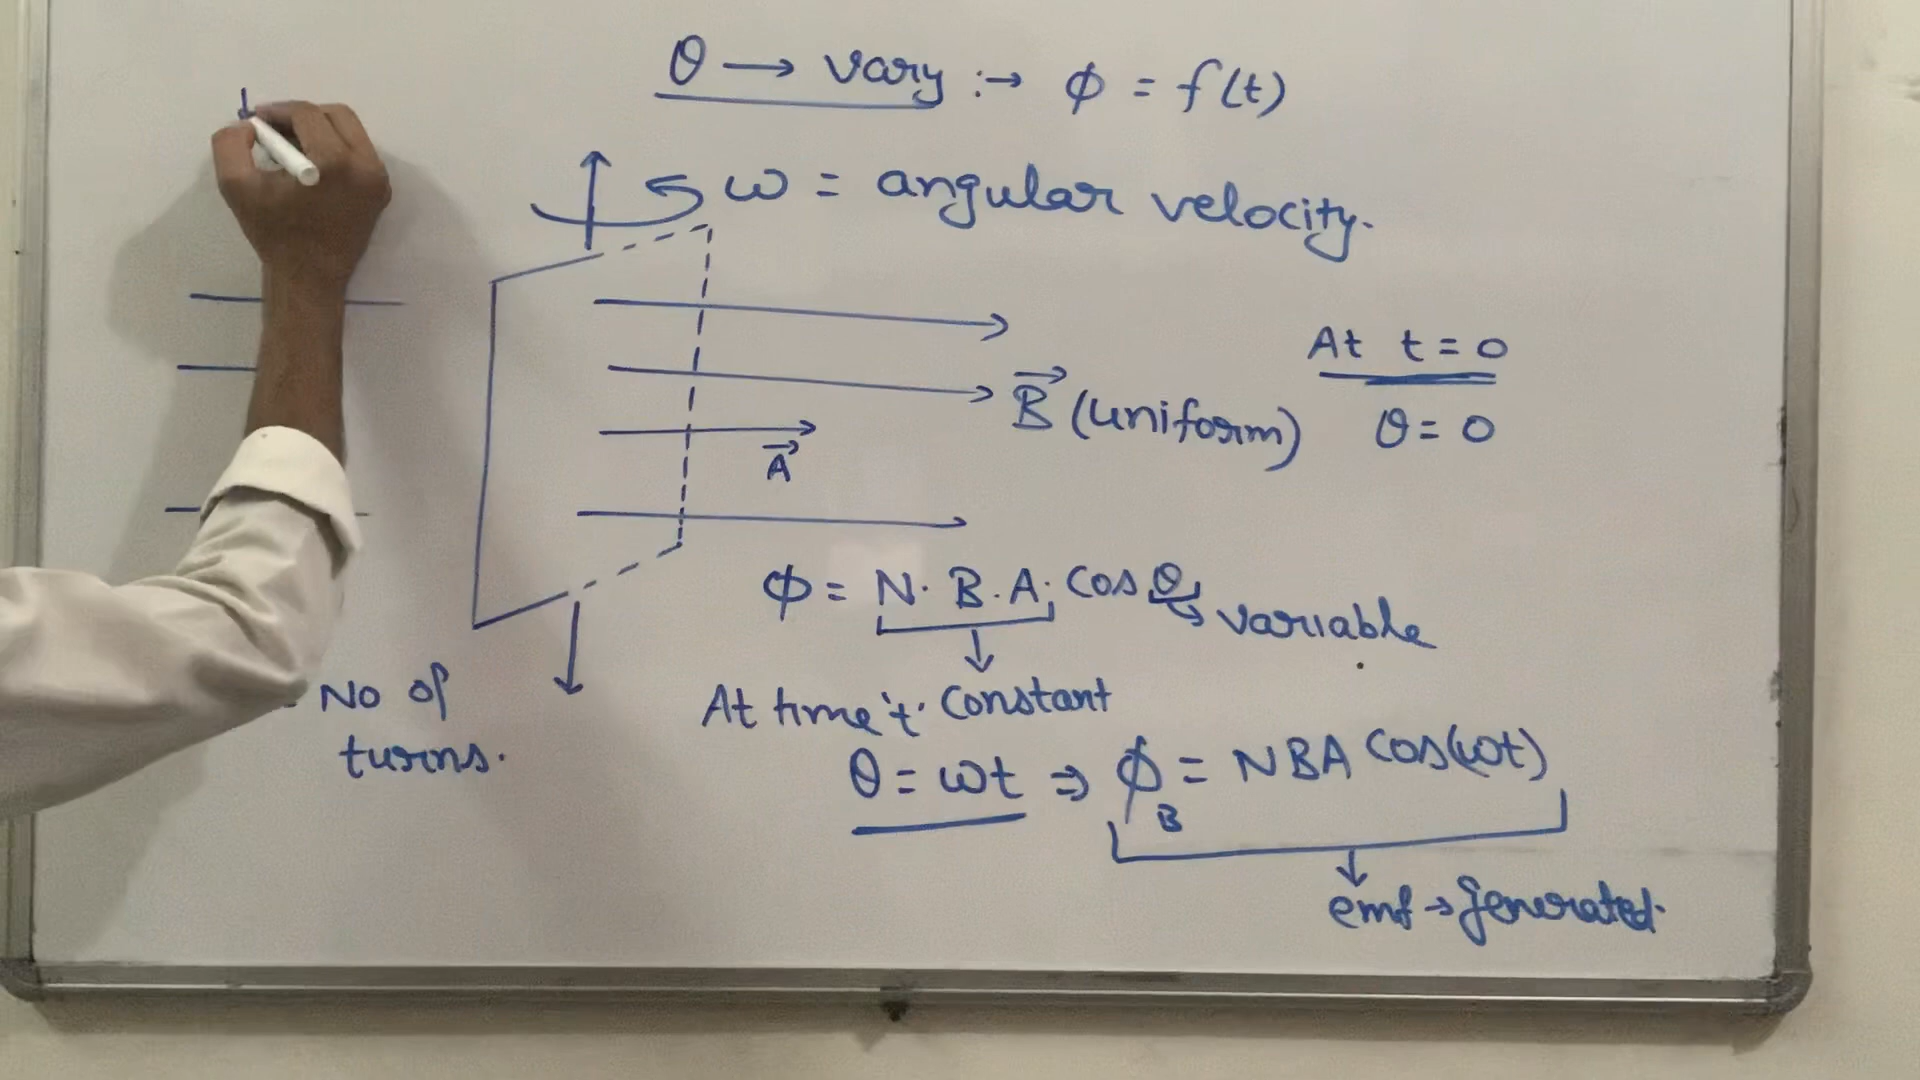 θ → vary :→ ϕ = f(t)
ω = angular velocity.
At t = 0
B (uniform)
θ = 0
A
ϕ = N. B. A. cos θ → variable
No of
turns.
At time 't' constant
θ = ωt ⇒ ϕB = NBA cos(ωt)
emf → generated.